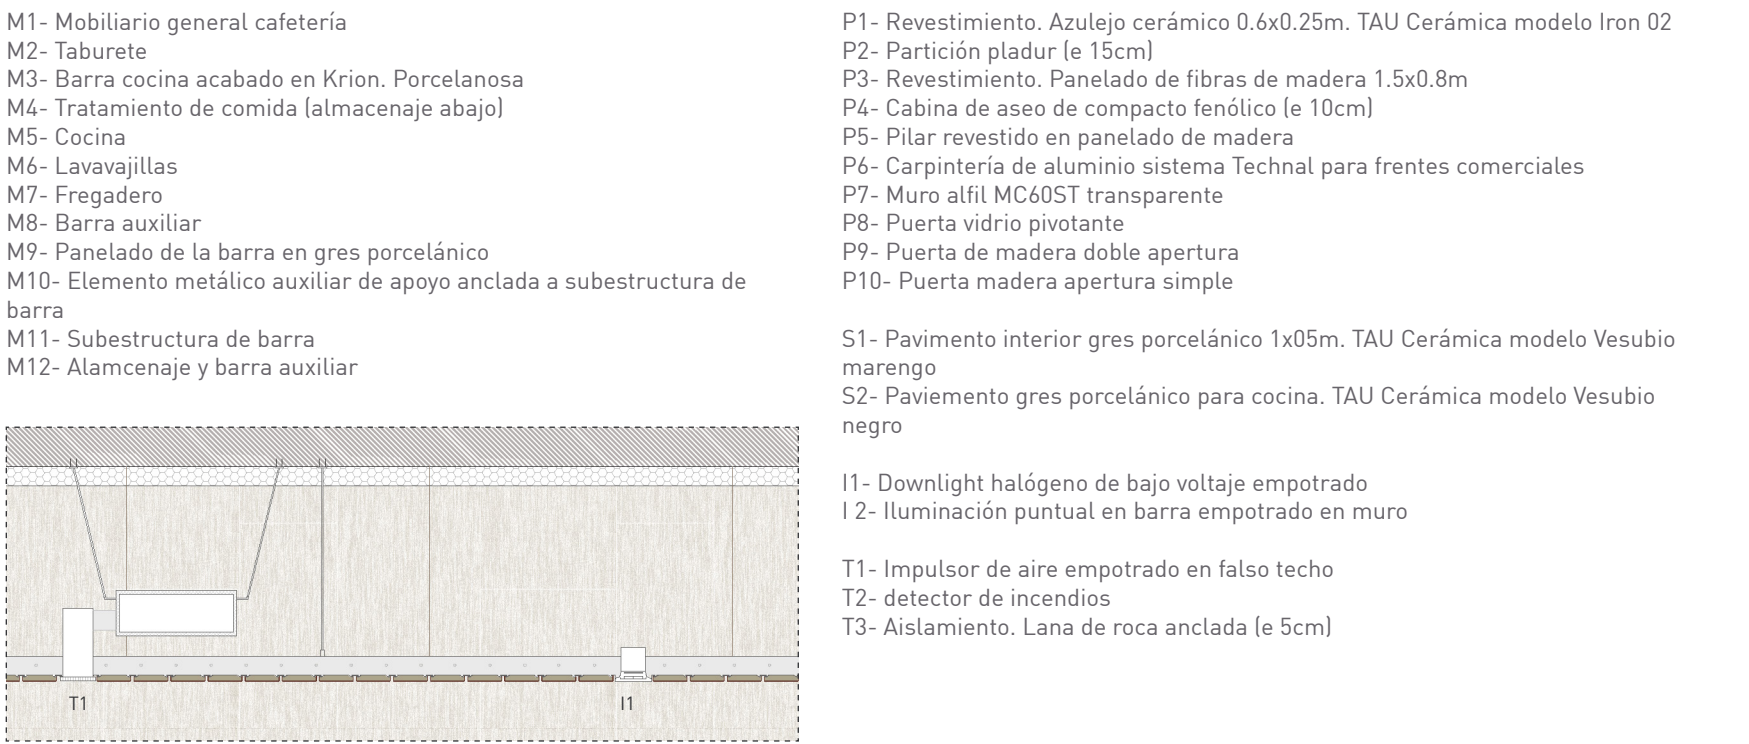 M1- Mobiliario general cafetería
M2- Taburete
M3- Barra cocina acabado en Krion. Porcelanosa
M4- Tratamiento de comida (almacenaje abajo)
M5- Cocina
M6- Lavavajillas
M7- Fregadero
M8- Barra auxiliar
M9- Panelado de la barra en gres porcelánico
M10- Elemento metálico auxiliar de apoyo anclada a subestructura de
barra
M11- Subestructura de barra
M12- Alamcenaje y barra auxiliar
P1- Revestimiento. Azulejo cerámico 0.6x0.25m. TAU Cerámica modelo Iron 02
P2- Partición pladur (e 15cm)
P3- Revestimiento. Panelado de fibras de madera 1.5x0.8m
P4- Cabina de aseo de compacto fenólico (e 10cm)
P5- Pilar revestido en panelado de madera
P6- Carpintería de aluminio sistema Technal para frentes comerciales
P7- Muro alfil MC60ST transparente
P8- Puerta vidrio pivotante
P9- Puerta de madera doble apertura
P10- Puerta madera apertura simple
S1- Pavimento interior gres porcelánico 1x05m. TAU Cerámica modelo Vesubio
marengo
S2- Paviemento gres porcelánico para cocina. TAU Cerámica modelo Vesubio
negro
I1- Downlight halógeno de bajo voltaje empotrado
I 2- Iluminación puntual en barra empotrado en muro
T1- Impulsor de aire empotrado en falso techo
T2- detector de incendios
T3- Aislamiento. Lana de roca anclada (e 5cm)
T1
I1